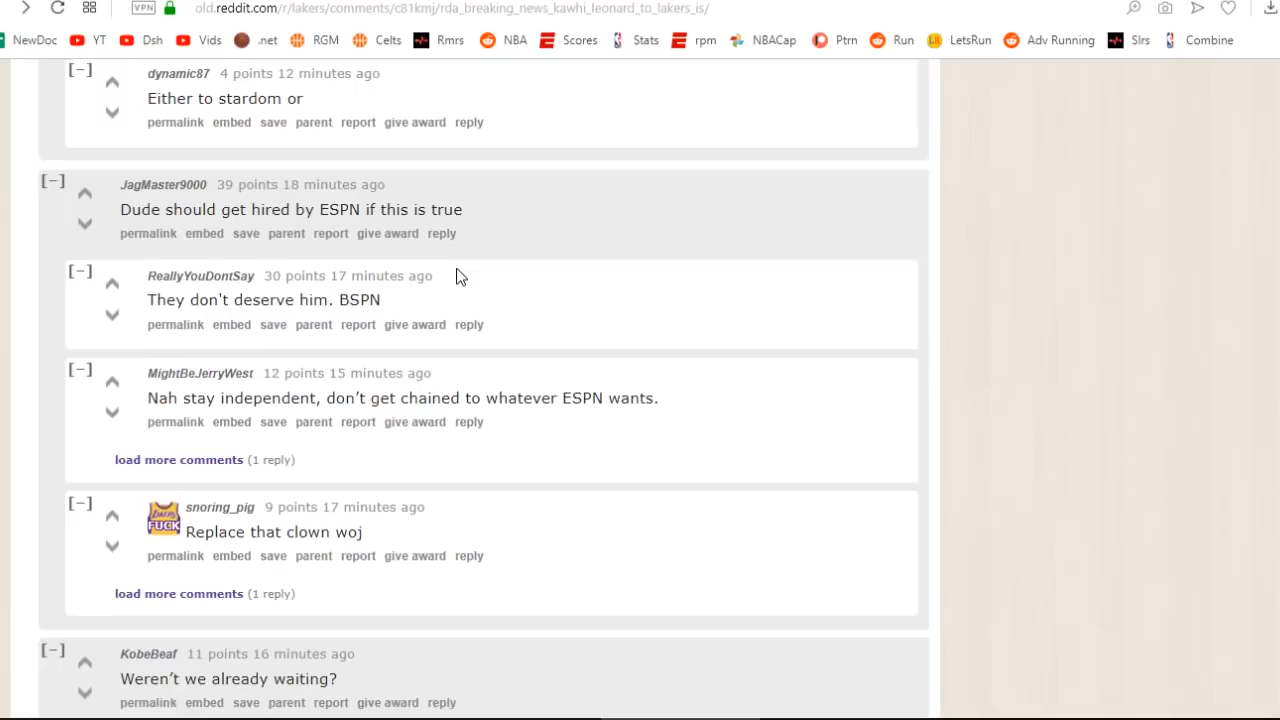 VPN old.reddit.com/r/lakers/comments/c81kmj/rda_breaking_news_kawhi_leonard_to_lakers_is/
NewDoc YT Dsh Vids .net RGM Celts Rmrs NBA Scores Stats rpm NBACap Ptrn Run LetsRun Adv Running Slrs Combine
[-] dynamic87 4 points 12 minutes ago
Either to stardom or
permalink embed save parent report give award reply
[-] JagMaster9000 39 points 18 minutes ago
Dude should get hired by ESPN if this is true
permalink embed save parent report give award reply
[-] ReallyYouDontSay 30 points 17 minutes ago
They don't deserve him. BSPN
permalink embed save parent report give award reply
[-] MightBeJerryWest 12 points 15 minutes ago
Nah stay independent, don’t get chained to whatever ESPN wants.
permalink embed save parent report give award reply
load more comments (1 reply)
[-] snoring_pig 9 points 17 minutes ago
LAKERS
FUCK
Replace that clown woj
permalink embed save parent report give award reply
load more comments (1 reply)
[-] KobeBeaf 11 points 16 minutes ago
Weren’t we already waiting?
permalink embed save parent report give award reply